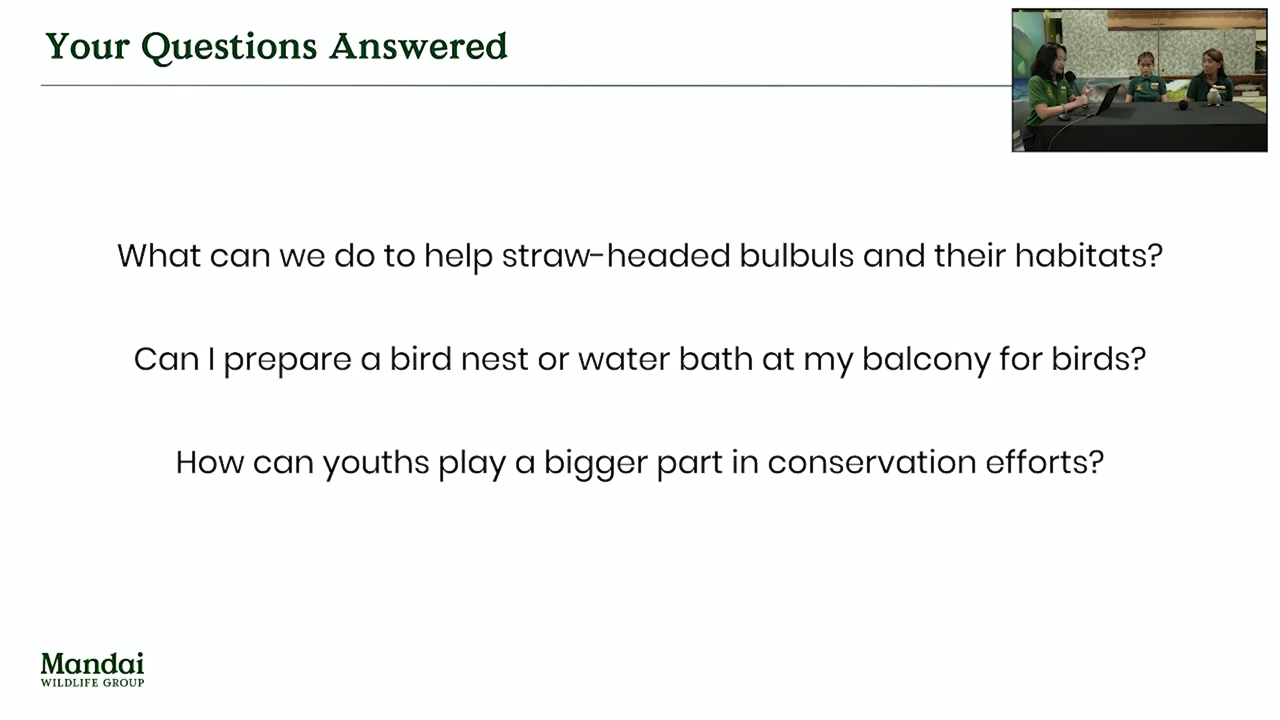 Your Questions Answered
What can we do to help straw-headed bulbuls and their habitats?
Can I prepare a bird nest or water bath at my balcony for birds?
How can youths play a bigger part in conservation efforts?
Mandai
WILDLIFE GROUP